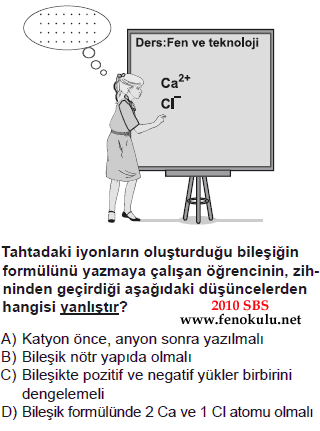 Ders:Fen ve teknoloji
Ca²⁺
Cl⁻
Tahtadaki iyonların oluşturduğu bileşiğin
formülünü yazmaya çalışan öğrencinin, zih-
ninden geçirdiği aşağıdaki düşüncelerden
hangisi yanlıştır? 2010 SBS
www.fenokulu.net
A) Katyon önce, anyon sonra yazılmalı
B) Bileşik nötr yapıda olmalı
C) Bileşikte pozitif ve negatif yükler birbirini
dengelemeli
D) Bileşik formülünde 2 Ca ve 1 Cl atomu olmalı